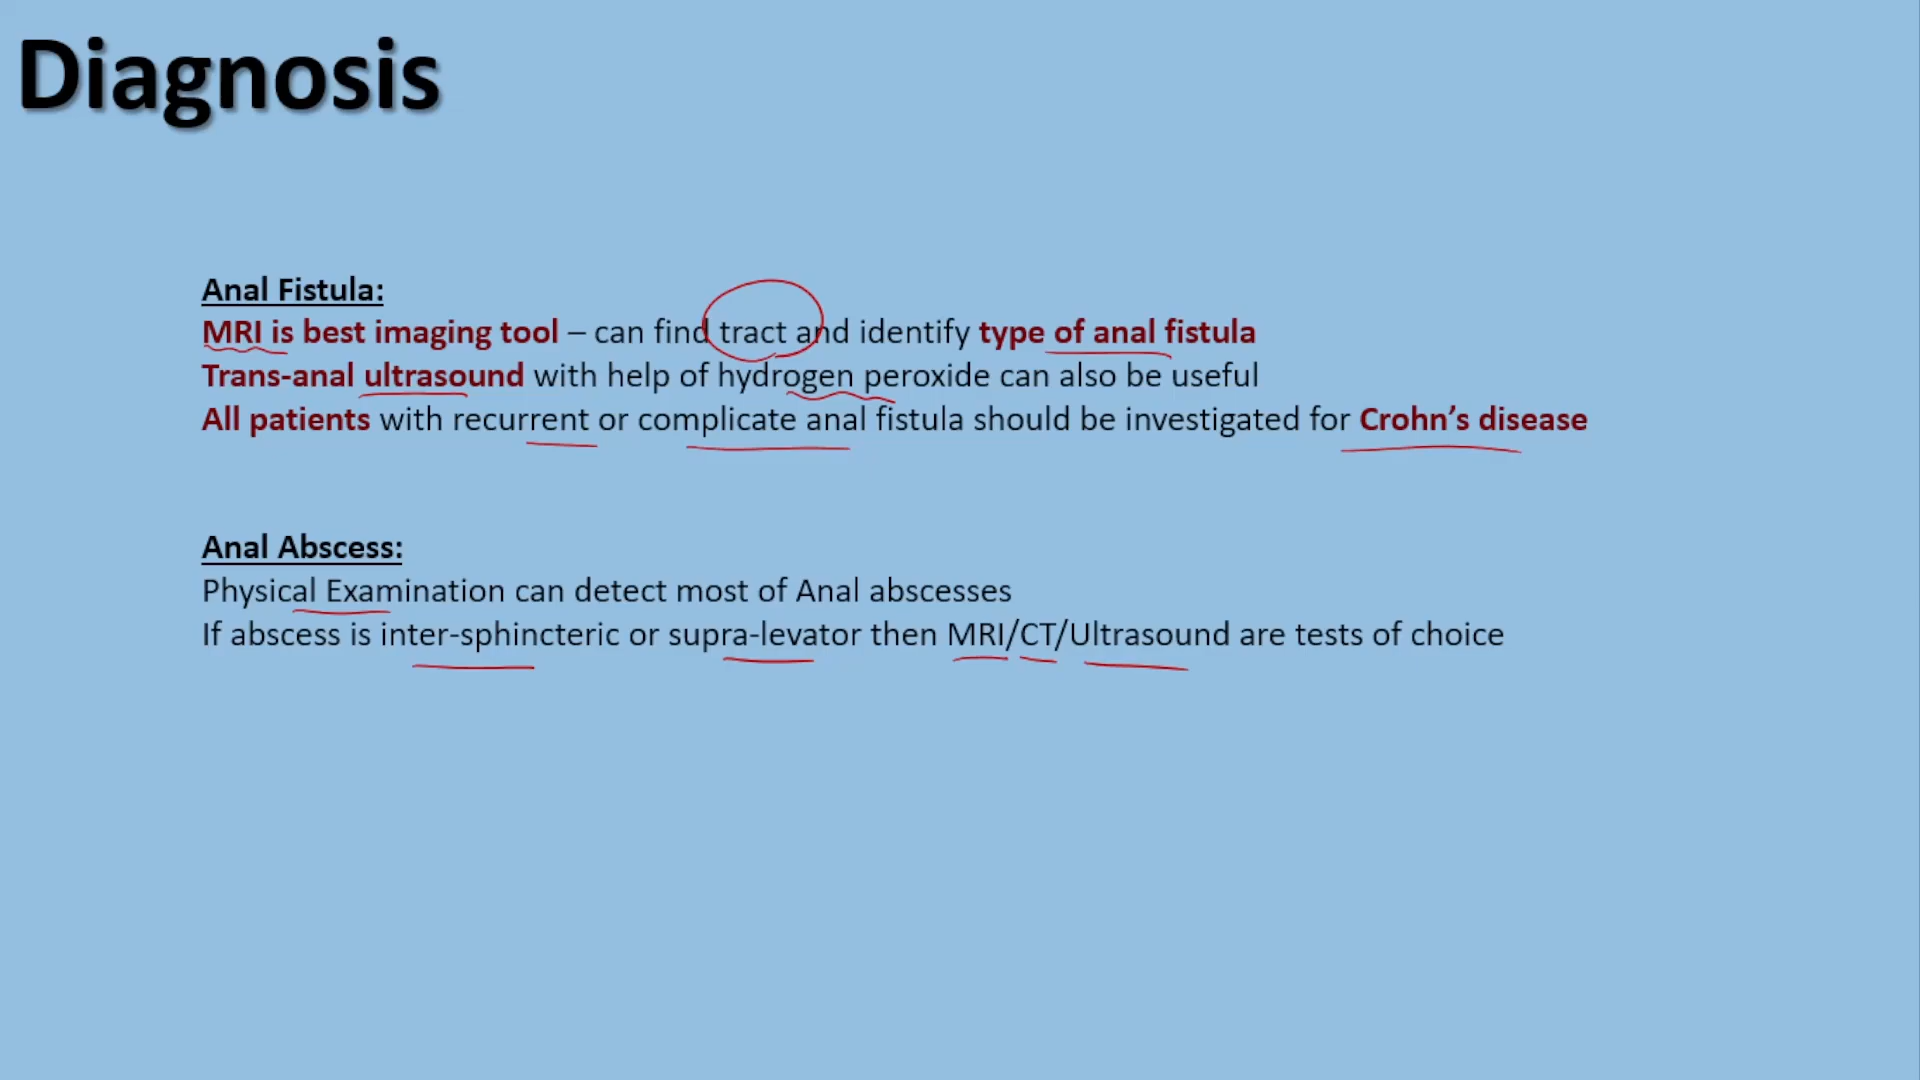 Diagnosis
Anal Fistula:
MRI is best imaging tool – can find tract and identify type of anal fistula
Trans-anal ultrasound with help of hydrogen peroxide can also be useful
All patients with recurrent or complicate anal fistula should be investigated for Crohn’s disease
Anal Abscess:
Physical Examination can detect most of Anal abscesses
If abscess is inter-sphincteric or supra-levator then MRI/CT/Ultrasound are tests of choice